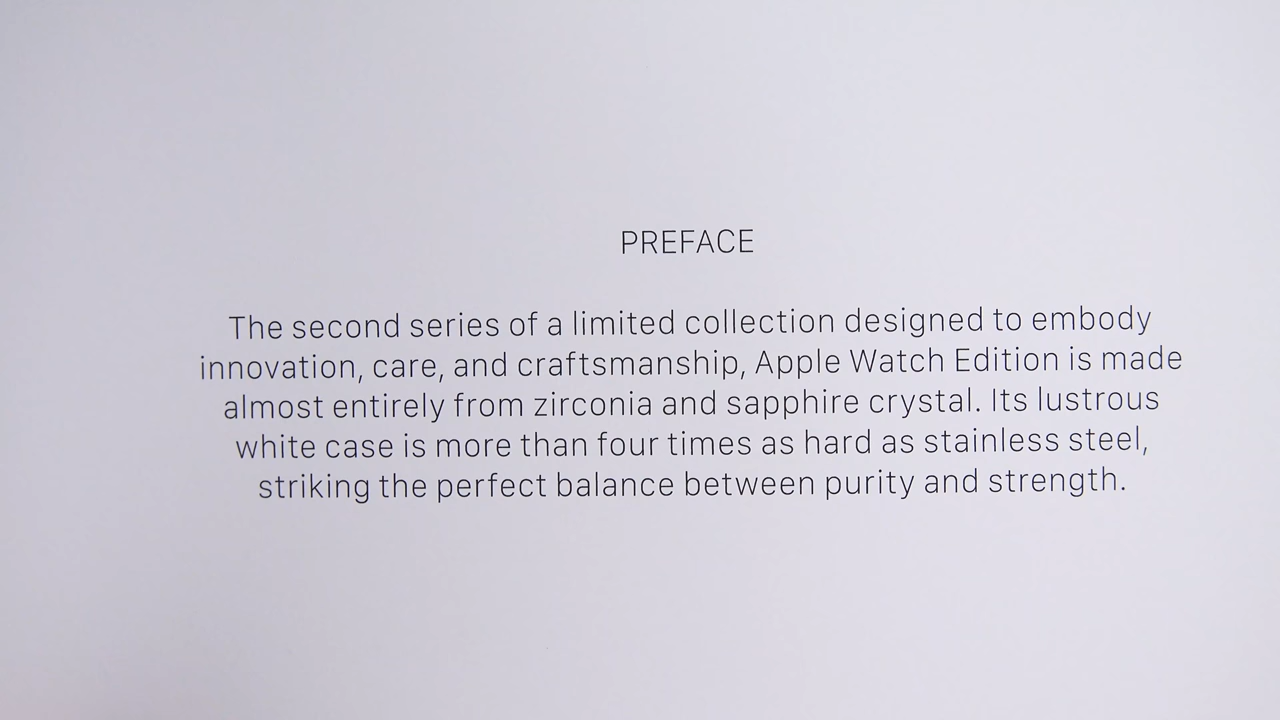 PREFACE
The second series of a limited collection designed to embody
innovation, care, and craftsmanship, Apple Watch Edition is made
almost entirely from zirconia and sapphire crystal. Its lustrous
white case is more than four times as hard as stainless steel,
striking the perfect balance between purity and strength.